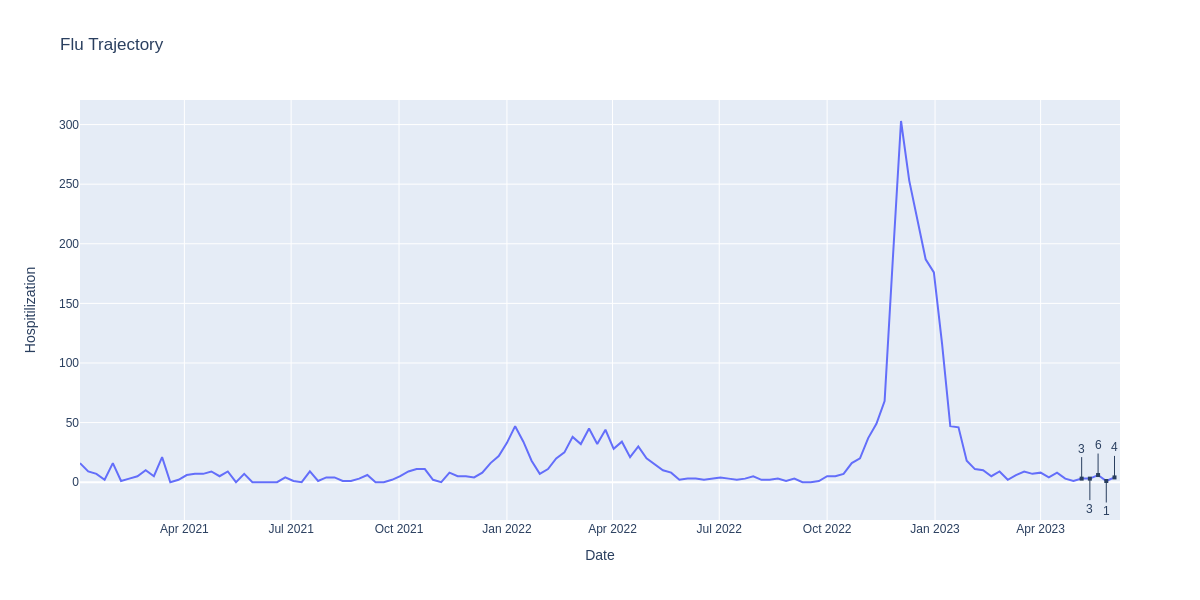 Flu Trajectory
Hospitilization
300
250
200
150
100
50
0
3
6
4
3
1
Apr 2021
Jul 2021
Oct 2021
Jan 2022
Apr 2022
Jul 2022
Oct 2022
Jan 2023
Apr 2023
Date